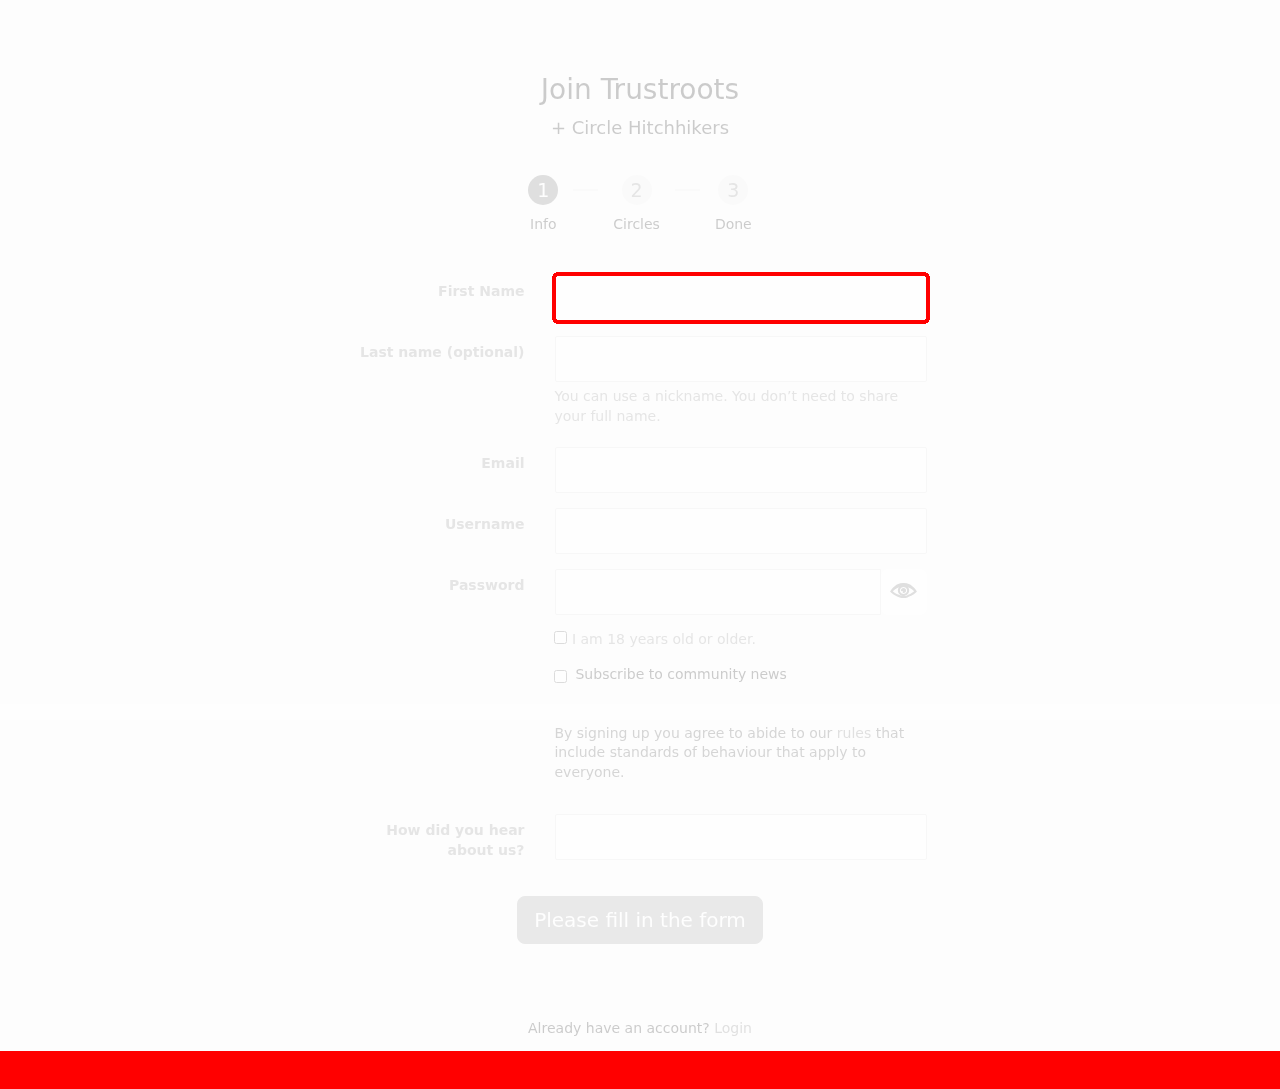 Join Trustroots
+ Circle Hitchhikers
1
2
3
Info
Circles
Done
First Name
Last name (optional)
You can use a nickname. You don’t need to share
your full name.
Email
Username
Password
I am 18 years old or older.
Subscribe to community news
By signing up you agree to abide to our rules that
include standards of behaviour that apply to
everyone.
How did you hear
about us?
Please fill in the form
Already have an account? Login